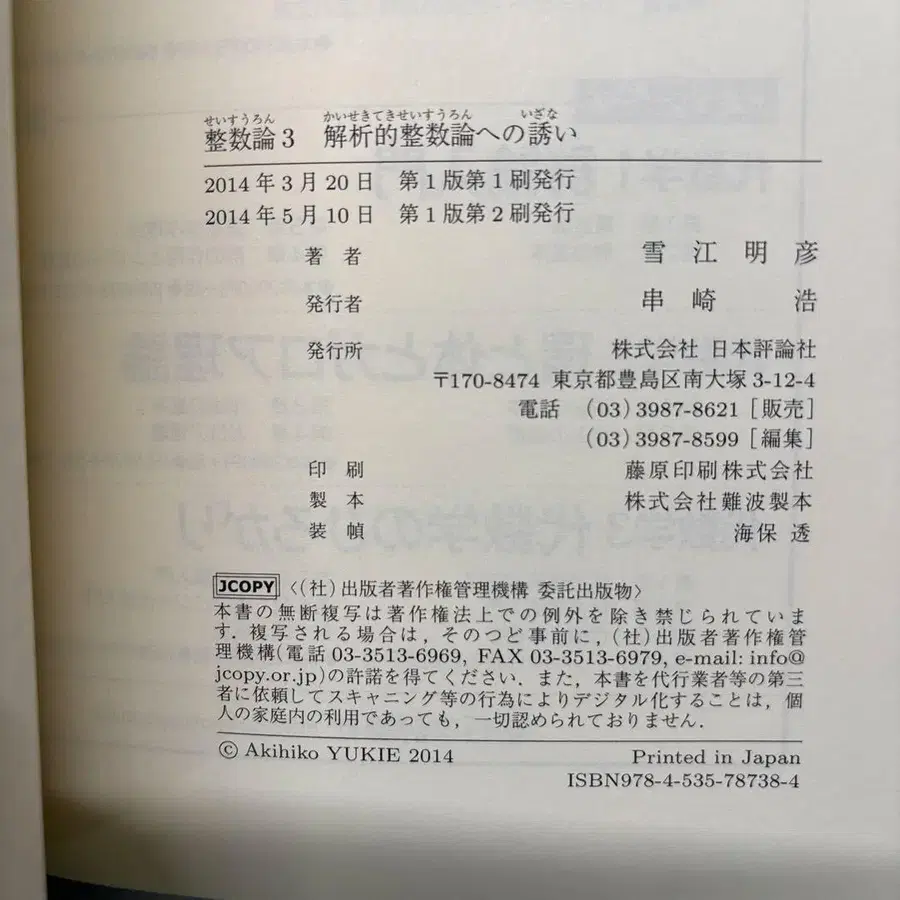 せいすうろん かいせきてきせいすうろん いざな
整数論3 解析的整数論への誘い
2014年3月20日 第1版第1刷発行
2014年5月10日 第1版第2刷発行
著者 雪江明彦
発行者 串崎 浩
発行所 株式会社 日本評論社
〒170-8474 東京都豊島区南大塚3-12-4
電話 (03)3987-8621[販売]
(03)3987-8599[編集]
印刷 藤原印刷株式会社
製本 株式会社難波製本
装幀 海保 透
JCOPY 〈(社)出版者著作権管理機構 委託出版物〉
本書の無断複写は著作権法上での例外を除き禁じられていま
す.複写される場合は,そのつど事前に,(社)出版者著作権管
理機構(電話 03-3513-6969, FAX 03-3513-6979, e-mail: info@
jcopy.or.jp)の許諾を得てください.また,本書を代行業者等の第三
者に依頼してスキャニング等の行為によりデジタル化することは,個
人の家庭内の利用であっても,一切認められておりません.
© Akihiko YUKIE 2014 Printed in Japan
ISBN978-4-535-78738-4